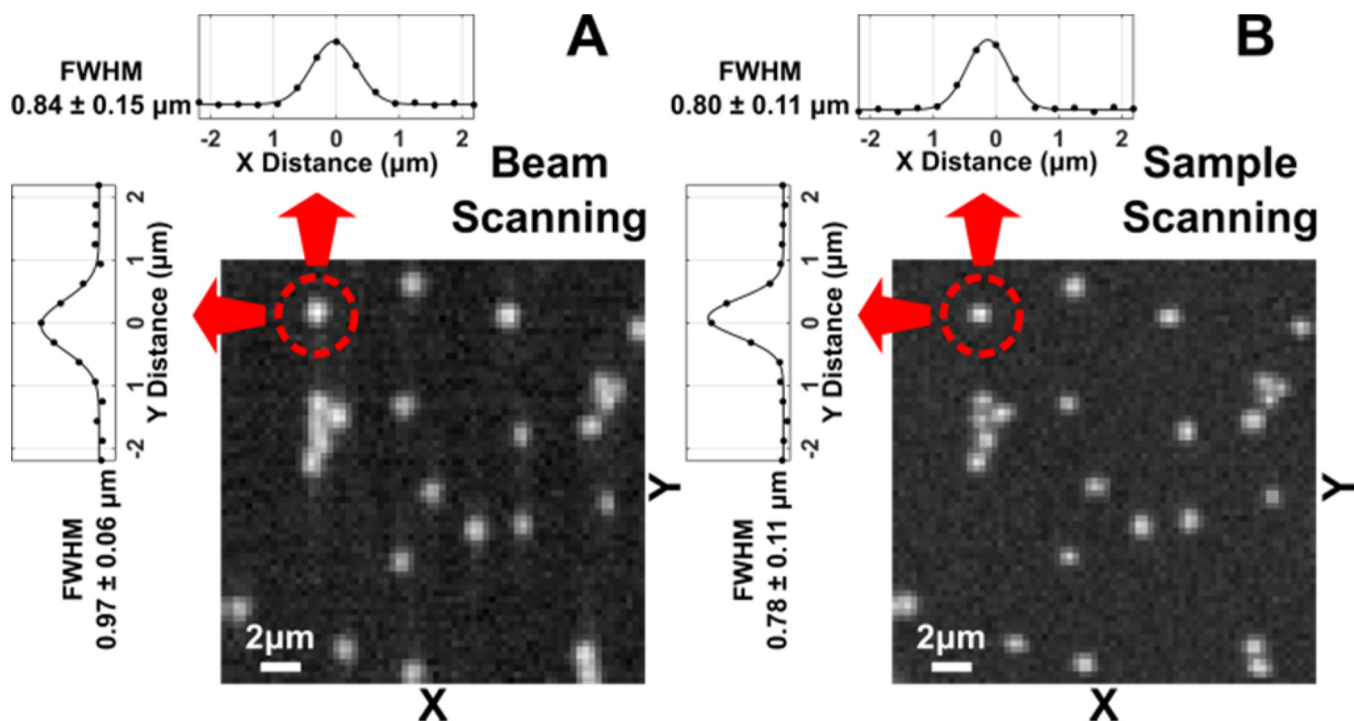 A
FWHM
0.84 ± 0.15 µm
-2 1 0 1 2
X Distance (µm)
Beam
Scanning
2 1 0 1 -2
Y Distance (µm)
FWHM
0.97 ± 0.06 µm
2µm
X
Y
B
FWHM
0.80 ± 0.11 µm
-2 1 0 1 2
X Distance (µm)
Sample
Scanning
2 1 0 1 -2
Y Distance (µm)
FWHM
0.78 ± 0.11 µm
2µm
X
Y